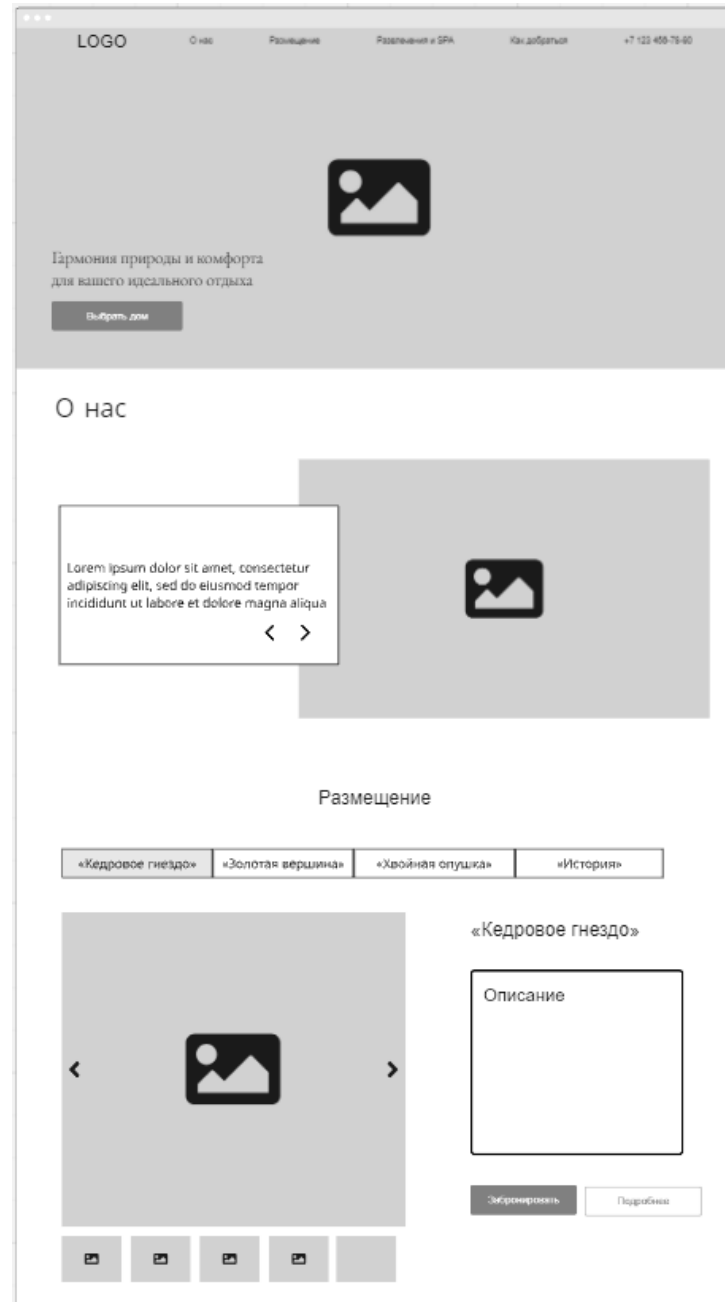 LOGO
О нас
Размещение
Развлечения и SPA
Как добраться
+7 123 456-78-90
Гармония природы и комфорта
для вашего идеального отдыха
Выбрать дом
О нас
Lorem ipsum dolor sit amet, consectetur
adipiscing elit, sed do eiusmod tempor
incididunt ut labore et dolore magna aliqua
Размещение
«Кедровое гнездо»
«Золотая вершина»
«Хвойная опушка»
«История»
«Кедровое гнездо»
Описание
Забронировать
Подробнее